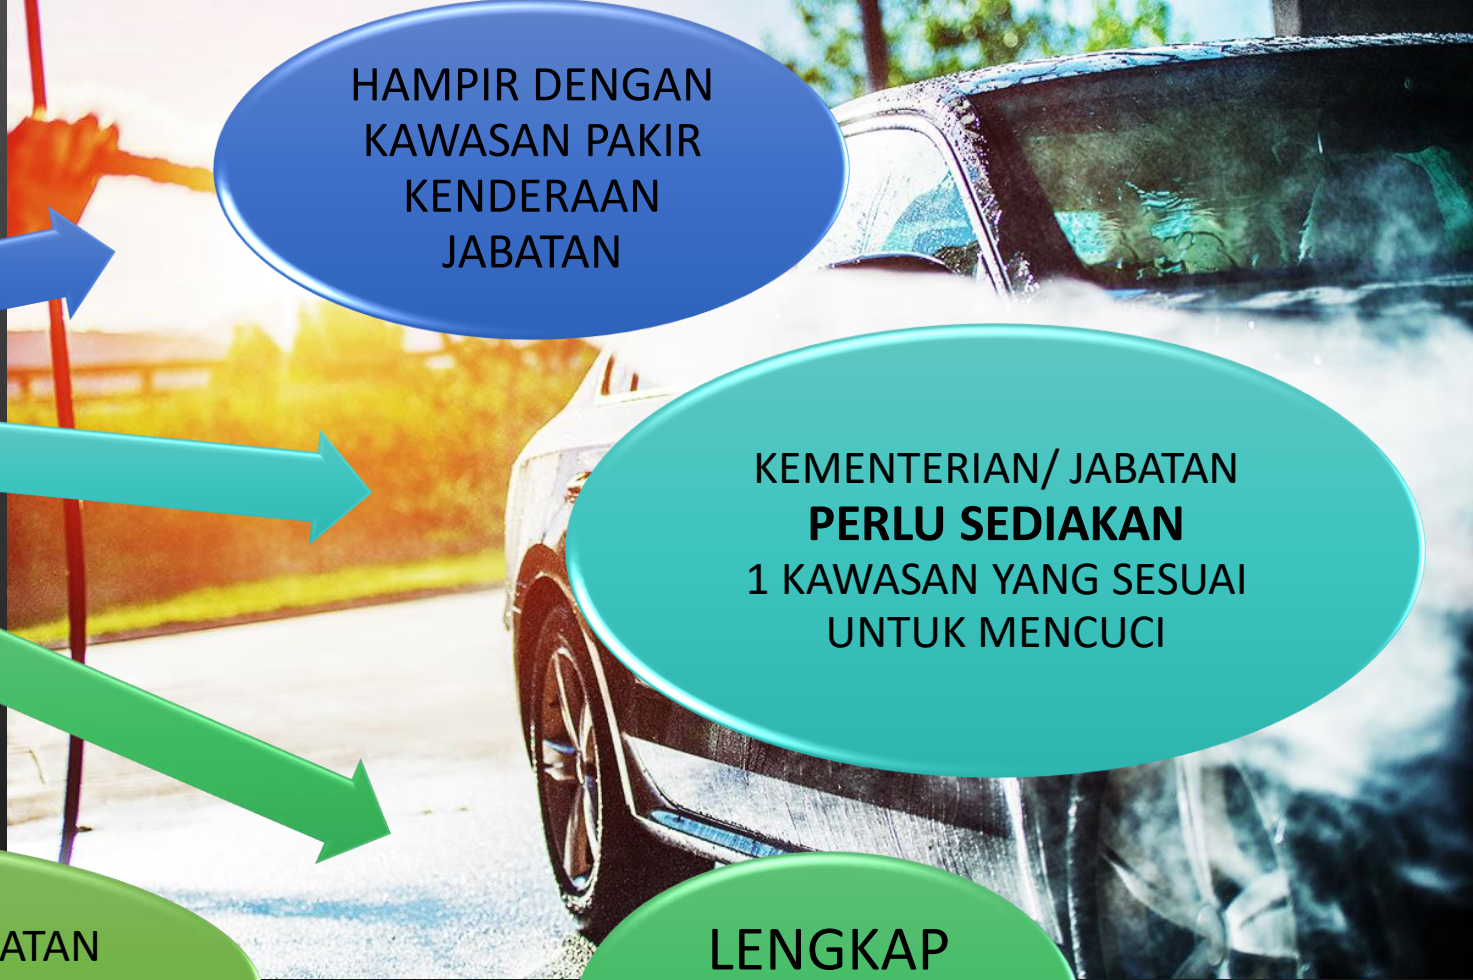 HAMPIR DENGAN
KAWASAN PAKIR
KENDERAAN
JABATAN
KEMENTERIAN/ JABATAN
PERLU SEDIAKAN
1 KAWASAN YANG SESUAI
UNTUK MENCUCI
ATAN
LENGKAP